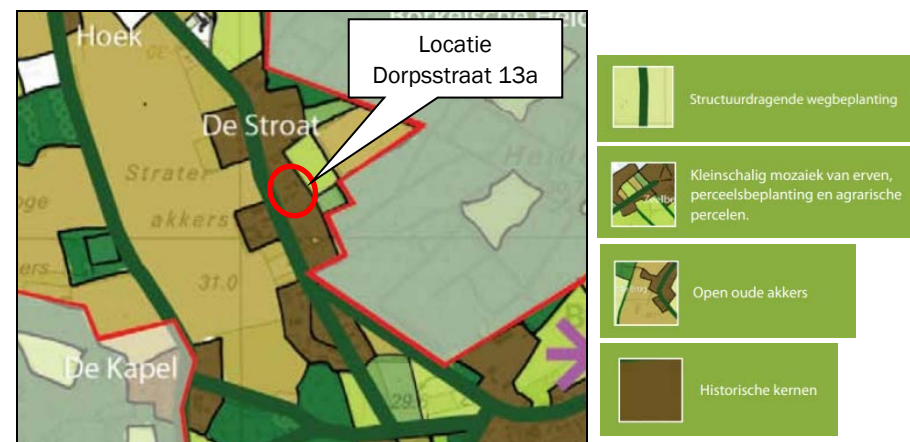 Hoek
Locatie
Dorpsstraat 13a
De Stroat
Strater
akkers
31.0
De Kapel
Structuurdragende wegbeplanting
Kleinschalig mozaiek van erven,
perceelsbeplanting en agrarische
percelen.
Open oude akkers
Historische kernen